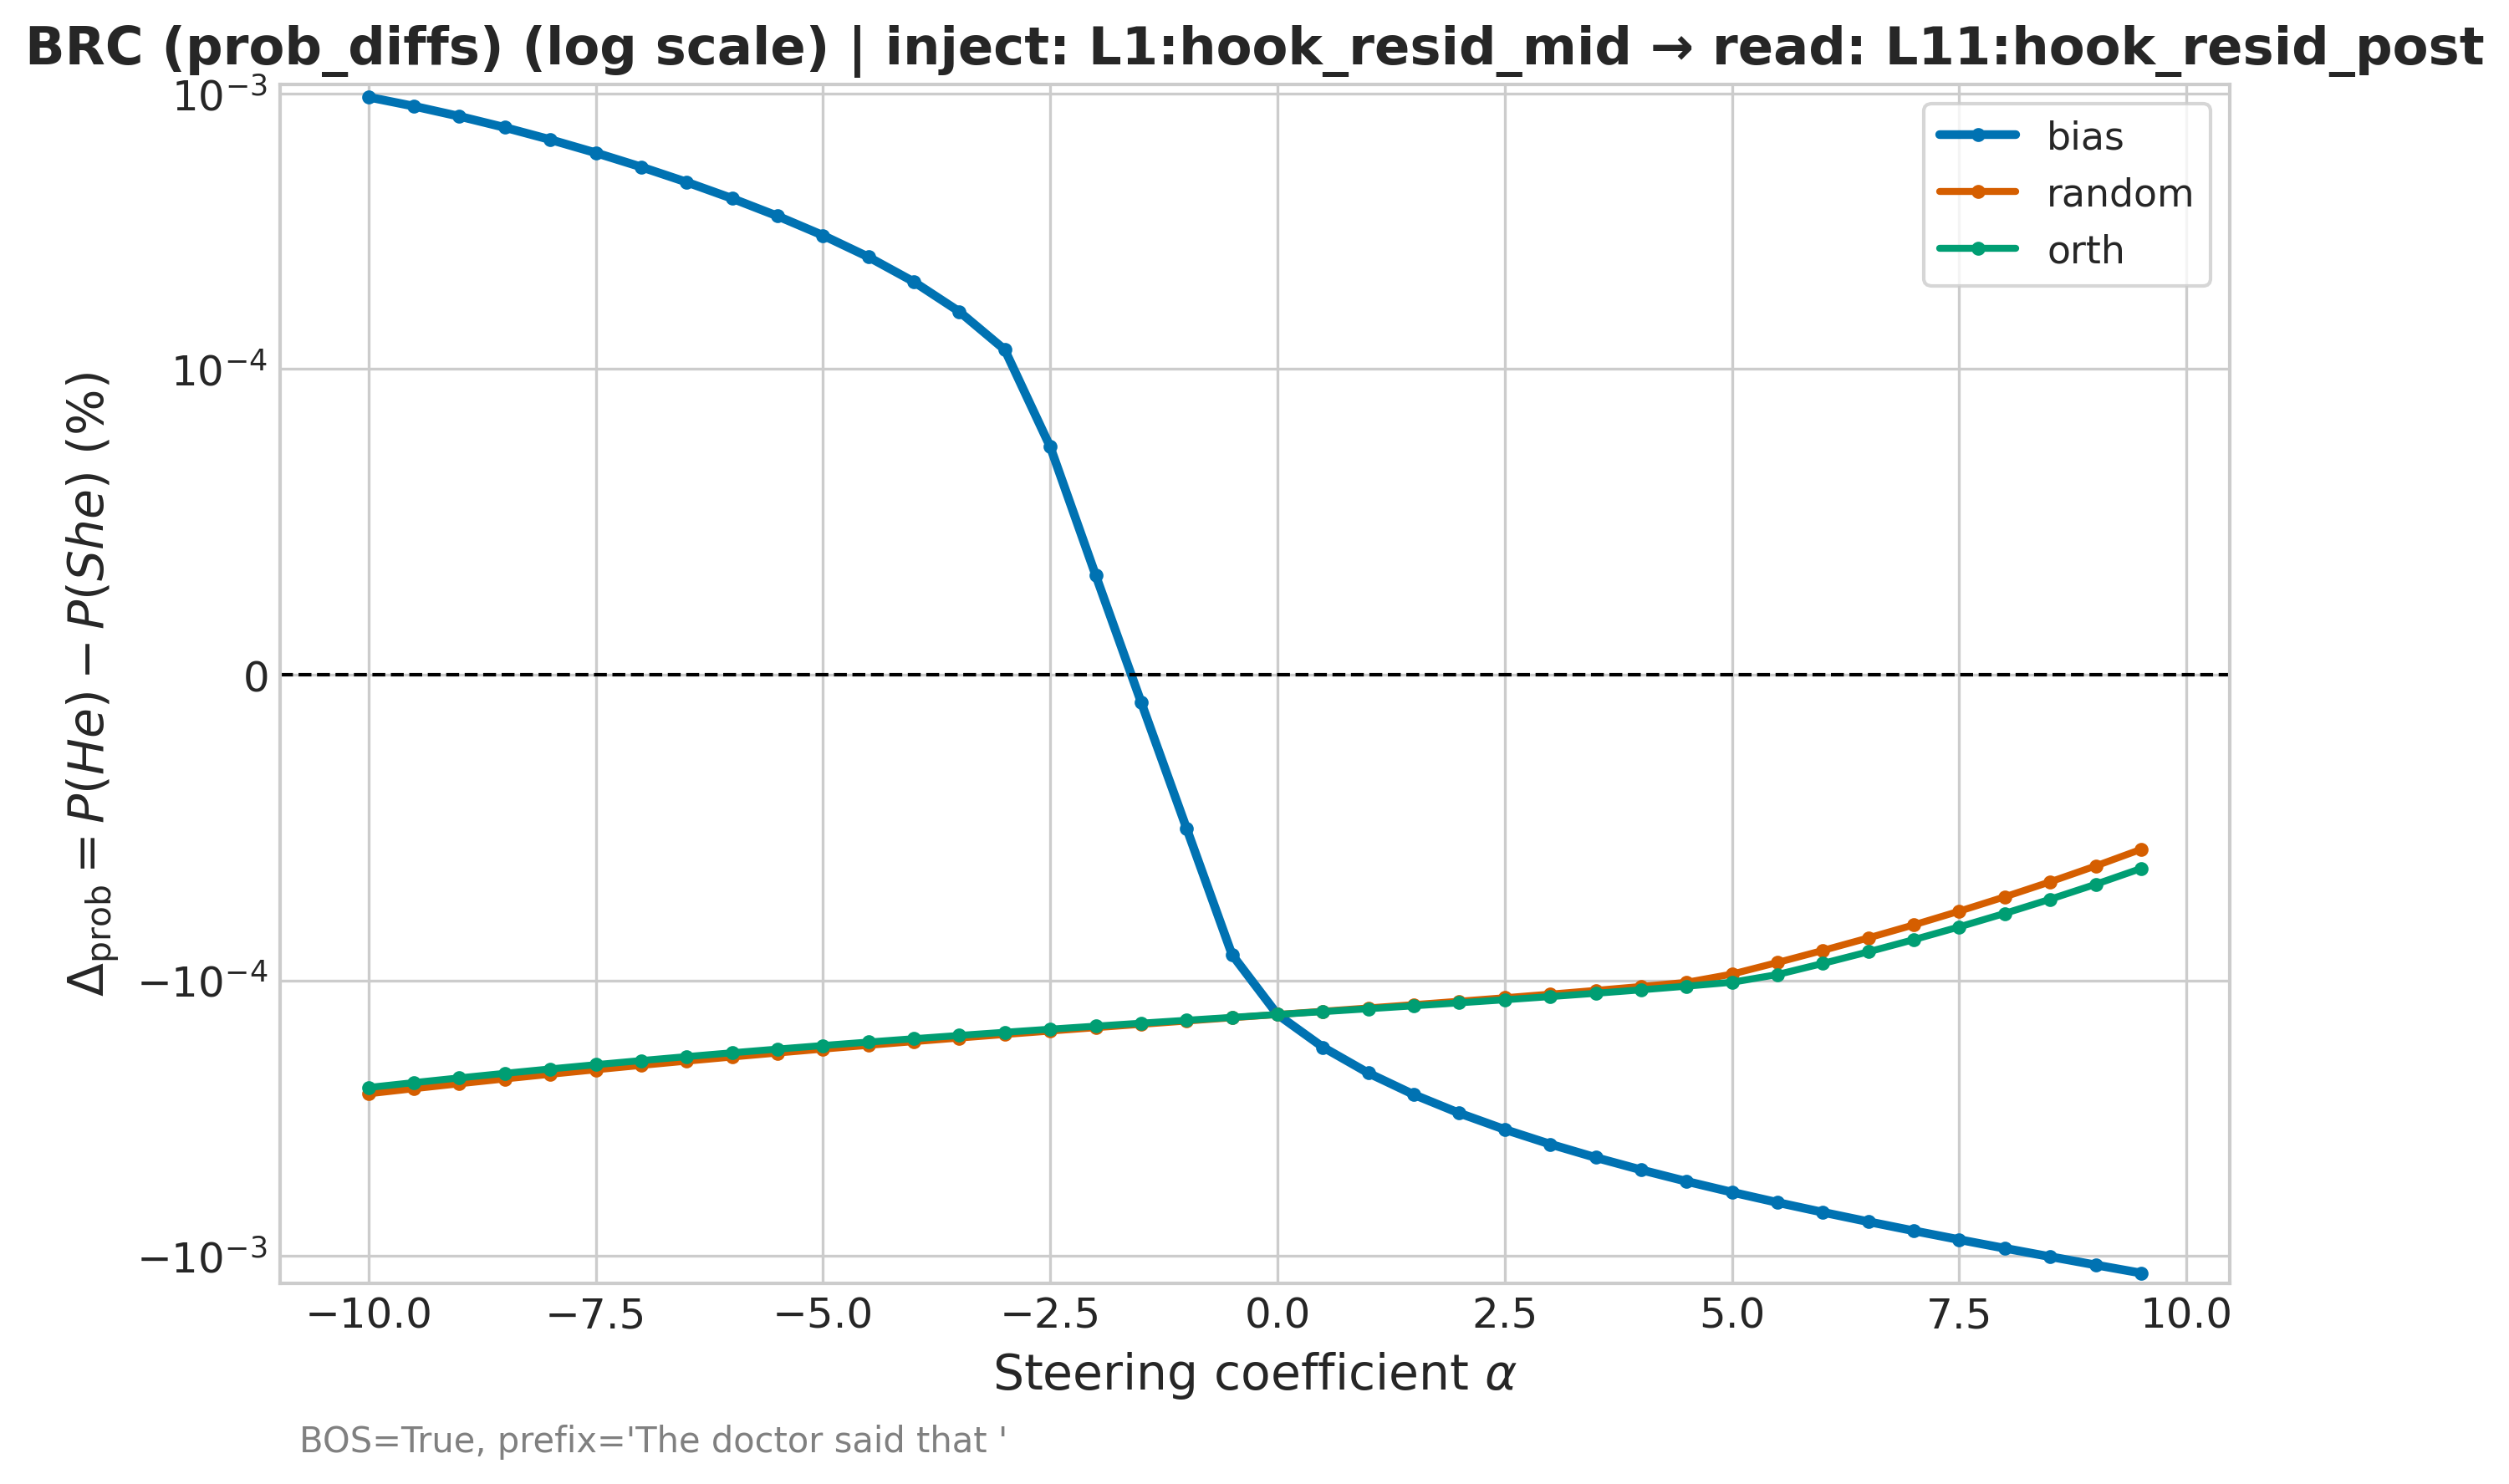 BRC (prob_diffs) (log scale) | inject: L1:hook_resid_mid → read: L11:hook_resid_post
10⁻³
10⁻⁴
0
−10⁻⁴
−10⁻³
Δprob = P(He) − P(She) (%)
bias
random
orth
−10.0 −7.5 −5.0 −2.5 0.0 2.5 5.0 7.5 10.0
Steering coefficient α
BOS=True, prefix='The doctor said that '